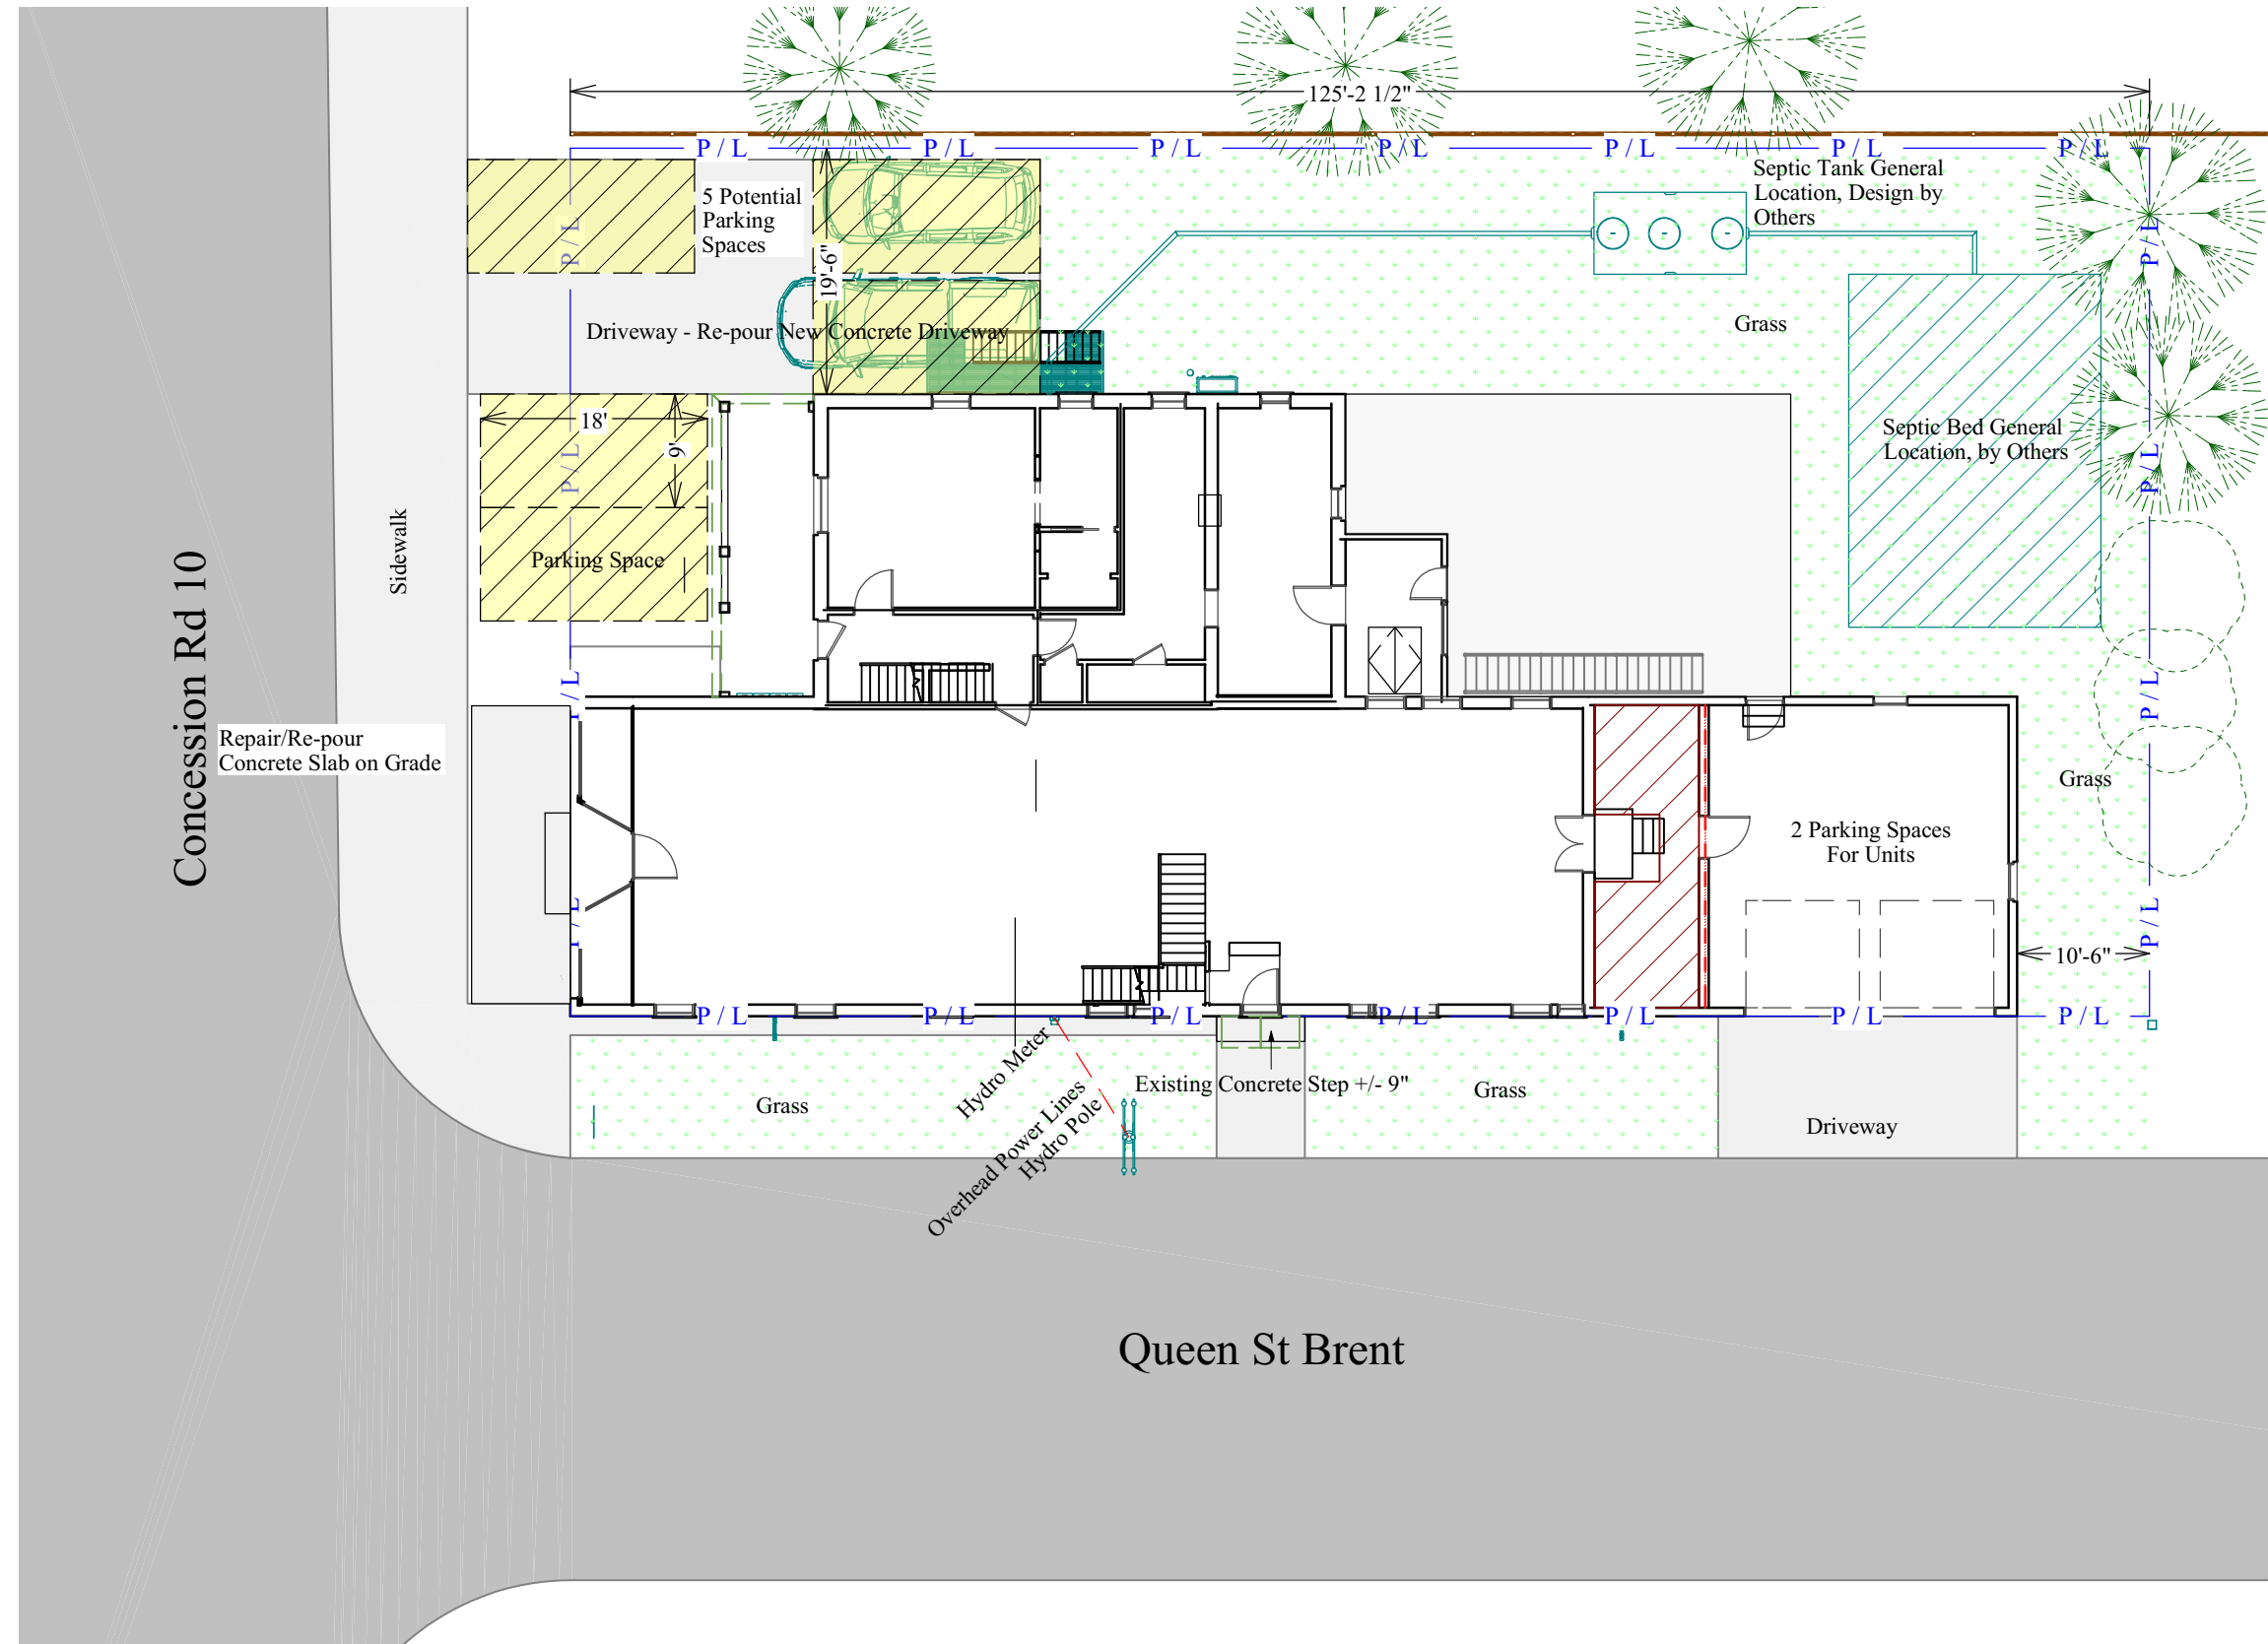 125'-2 1/2"
P / L
P / L
P / L
P / L
P / L
P / L
P / L
Septic Tank General
Location, Design by
Others
5 Potential
Parking
Spaces
P / L
P / L
19'-6"
Driveway - Re-pour New Concrete Driveway
Grass
18'
9'
P / L
P / L
Septic Bed General
Location, by Others
Sidewalk
Parking Space
Concession Rd 10
P / L
P / L
Repair/Re-pour
Concrete Slab on Grade
Grass
2 Parking Spaces
For Units
P / L
P / L
10'-6"
P / L
P / L
P / L
P / L
P / L
P / L
P / L
Hydro Meter
Existing Concrete Step +/- 9"
Grass
Grass
Overhead Power Lines
Hydro Pole
Driveway
Queen St Brent